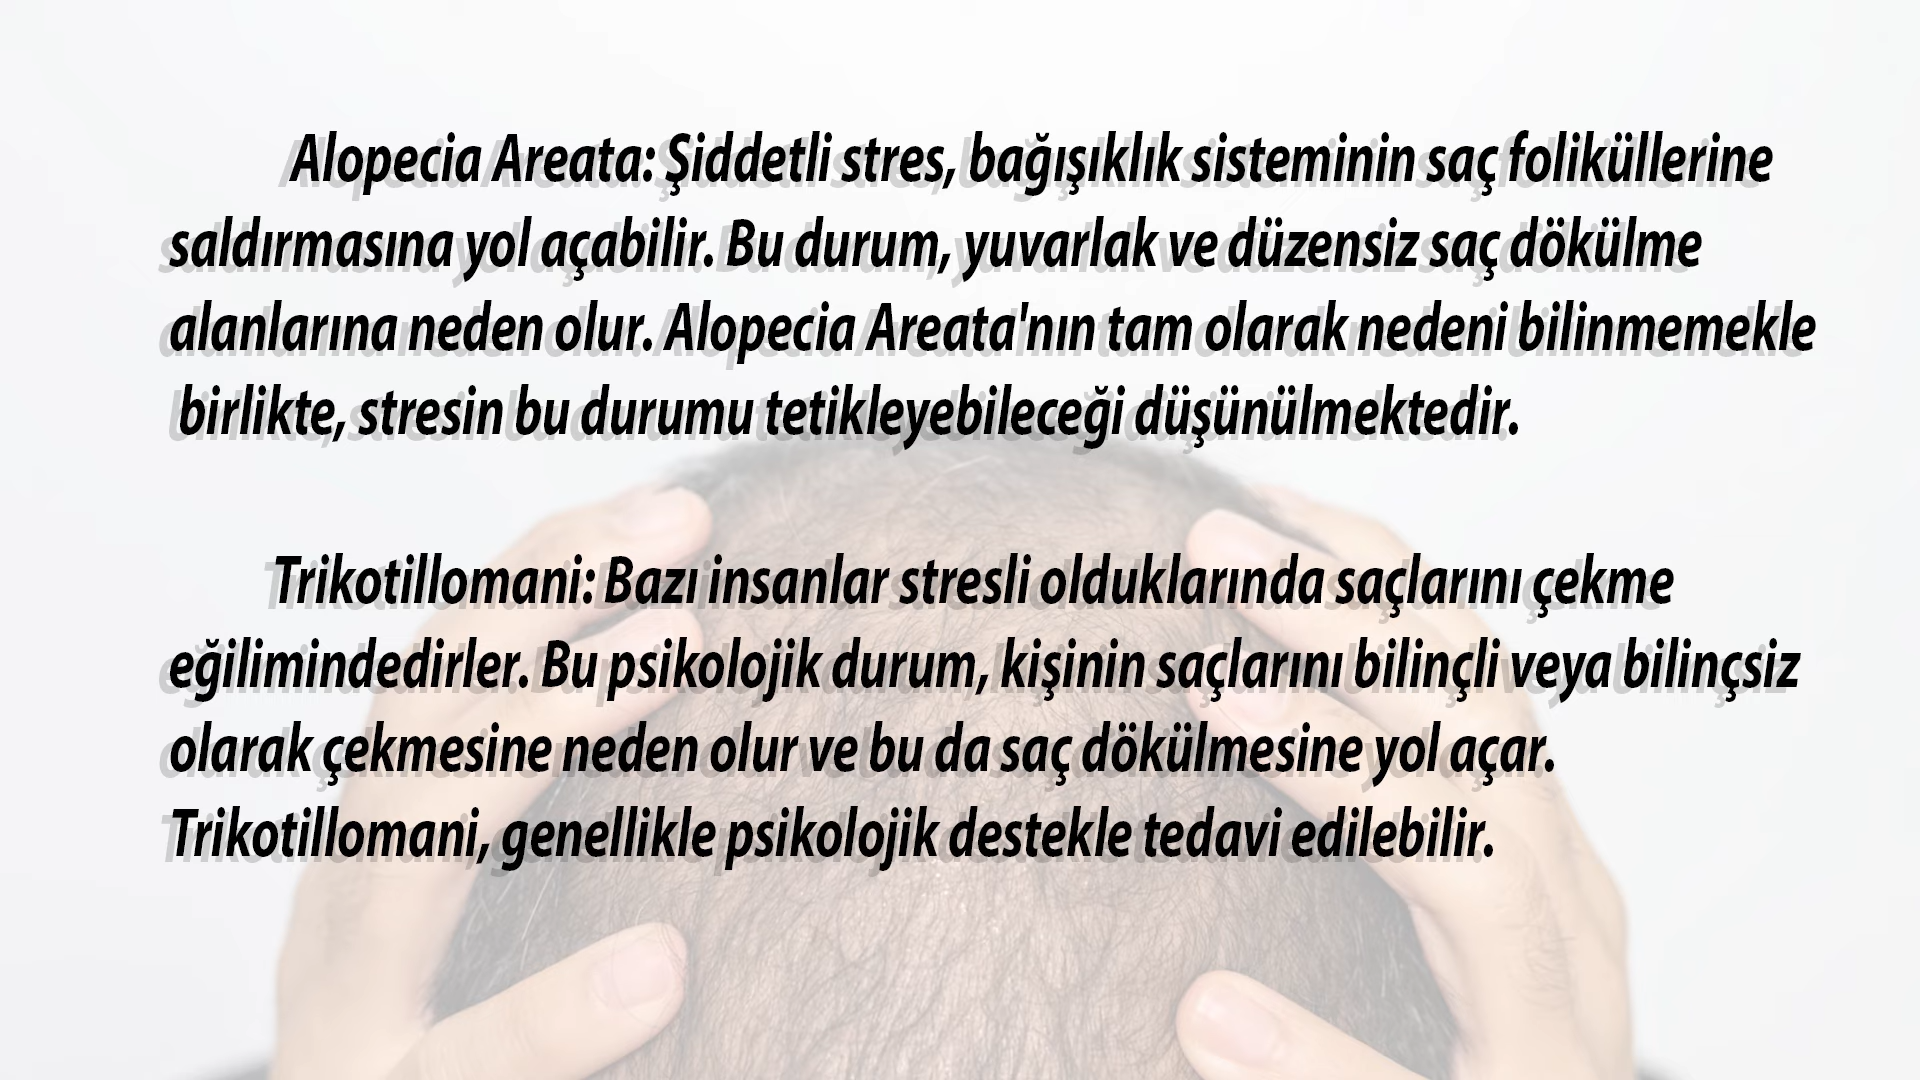 Alopecia Areata: Şiddetli stres, bağışıklık sisteminin saç foliküllerine
saldırmasına yol açabilir. Bu durum, yuvarlak ve düzensiz saç dökülme
alanlarına neden olur. Alopecia Areata'nın tam olarak nedeni bilinmemekle
birlikte, stresin bu durumu tetikleyebileceği düşünülmektedir.
Trikotillomani: Bazı insanlar stresli olduklarında saçlarını çekme
eğilimindedirler. Bu psikolojik durum, kişinin saçlarını bilinçli veya bilinçsiz
olarak çekmesine neden olur ve bu da saç dökülmesine yol açar.
Trikotillomani, genellikle psikolojik destekle tedavi edilebilir.